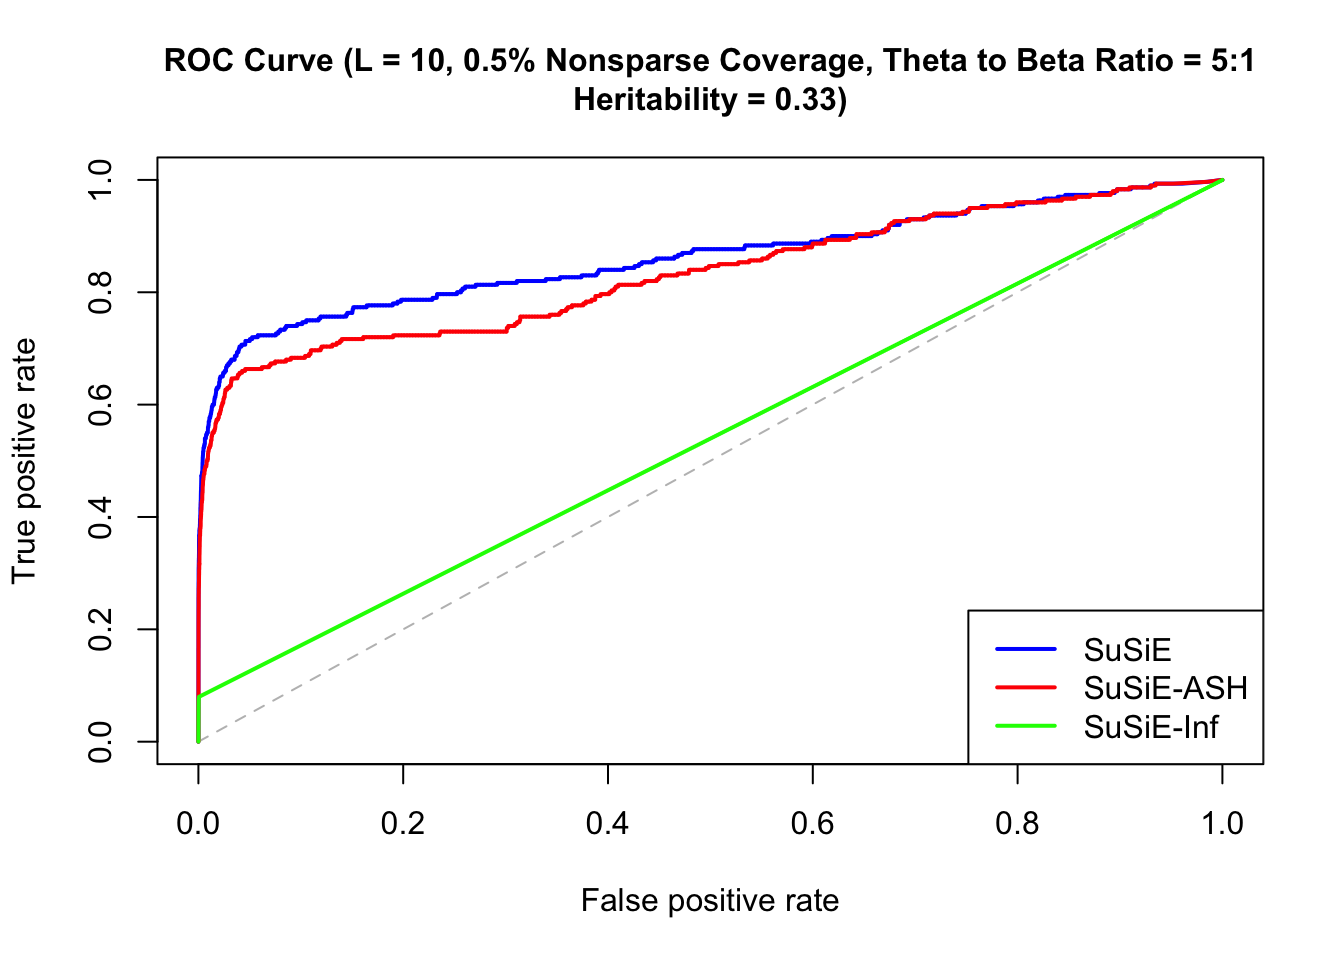 ROC Curve (L = 10, 0.5% Nonsparse Coverage, Theta to Beta Ratio = 5:1
Heritability = 0.33)
True positive rate
1.0
0.8
0.6
0.4
0.2
0.0
SuSiE
SuSiE-ASH
SuSiE-Inf
0.0 0.2 0.4 0.6 0.8 1.0
False positive rate